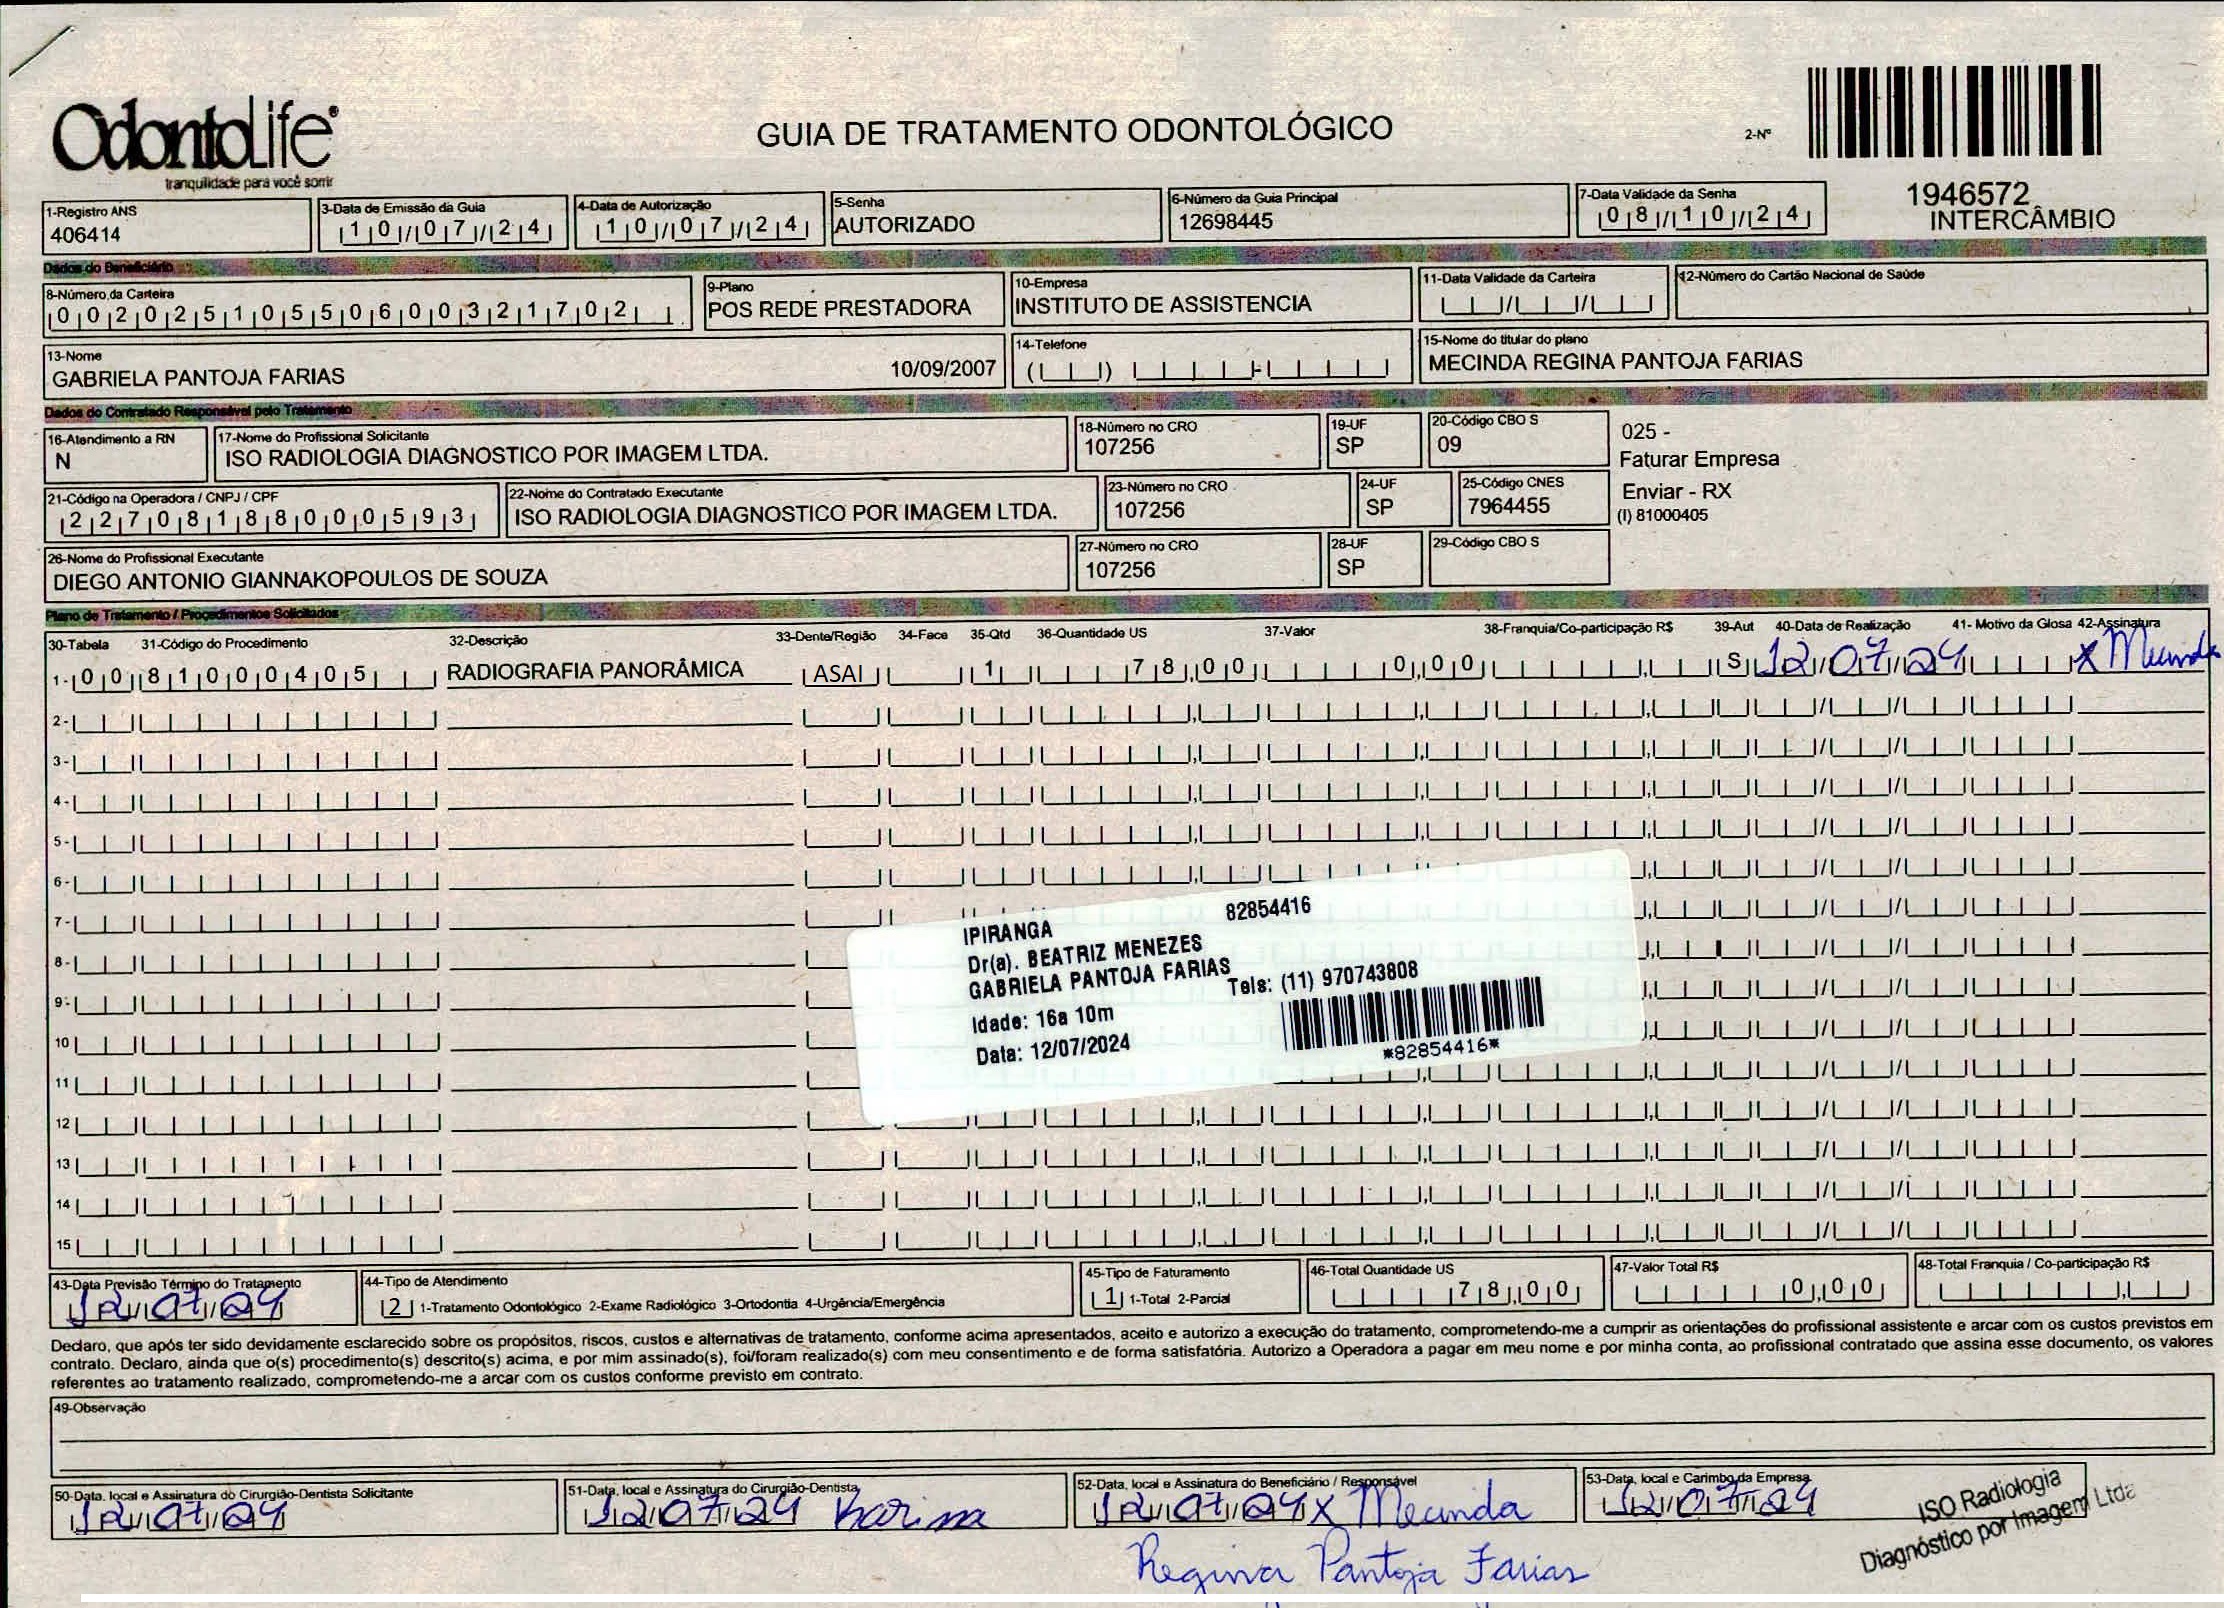 OdontoLife®
tranquilidade para você sorrir
GUIA DE TRATAMENTO ODONTOLÓGICO
2-Nº
1946572
INTERCÂMBIO
1-Registro ANS
406414
3-Data de Emissão da Guia
10/07/24
4-Data de Autorização
10/07/24
5-Senha
AUTORIZADO
6-Número da Guia Principal
12698445
7-Data Validade da Senha
08/10/24
Dados do Beneficiário
8-Número da Carteira
00202510550600321702
9-Plano
POS REDE PRESTADORA
10-Empresa
INSTITUTO DE ASSISTENCIA
11-Data Validade da Carteira
12-Número do Cartão Nacional de Saúde
13-Nome
GABRIELA PANTOJA FARIAS 10/09/2007
14-Telefone
15-Nome do titular do plano
MECINDA REGINA PANTOJA FARIAS
Dados do Contratado Responsável pelo Tratamento
16-Atendimento a RN
N
17-Nome do Profissional Solicitante
ISO RADIOLOGIA DIAGNOSTICO POR IMAGEM LTDA.
18-Número no CRO
107256
19-UF
SP
20-Código CBO S
09
025 -
Faturar Empresa
Enviar - RX
(I) 81000405
21-Código na Operadora / CNPJ / CPF
22708188000593
22-Nome do Contratado Executante
ISO RADIOLOGIA DIAGNOSTICO POR IMAGEM LTDA.
23-Número no CRO
107256
24-UF
SP
25-Código CNES
7964455
26-Nome do Profissional Executante
DIEGO ANTONIO GIANNAKOPOULOS DE SOUZA
27-Número no CRO
107256
28-UF
SP
29-Código CBO S
Plano de Tratamento / Procedimentos Solicitados
30-Tabela 31-Código do Procedimento 32-Descrição 33-Dente/Região 34-Face 35-Qtd 36-Quantidade US 37-Valor 38-Franquia/Co-participação R$ 39-Aut 40-Data de Realização 41- Motivo da Glosa 42-Assinatura
1- 00 81000405 RADIOGRAFIA PANORÂMICA ASAI 1 78,00 0,00 S 12/07/24 x Mecinda
2-
3-
4-
5-
6-
7-
8-
9-
10
11
12
13
14
15
IPIRANGA 82854416
Dr(a). BEATRIZ MENEZES
GABRIELA PANTOJA FARIAS
Tels: (11) 970743808
Idade: 16a 10m
Data: 12/07/2024
*82854416*
43-Data Previsão Término do Tratamento
12/07/24
44-Tipo de Atendimento
2 1-Tratamento Odontológico 2-Exame Radiológico 3-Ortodontia 4-Urgência/Emergência
45-Tipo de Faturamento
1 1-Total 2-Parcial
46-Total Quantidade US
78,00
47-Valor Total R$
0,00
48-Total Franquia / Co-participação R$
Declaro, que após ter sido devidamente esclarecido sobre os propósitos, riscos, custos e alternativas de tratamento, conforme acima apresentados, aceito e autorizo a execução do tratamento, comprometendo-me a cumprir as orientações do profissional assistente e arcar com os custos previstos em
contrato. Declaro, ainda que o(s) procedimento(s) descrito(s) acima, e por mim assinado(s), foi/foram realizado(s) com meu consentimento e de forma satisfatória. Autorizo a Operadora a pagar em meu nome e por minha conta, ao profissional contratado que assina esse documento, os valores
referentes ao tratamento realizado, comprometendo-me a arcar com os custos conforme previsto em contrato.
49-Observação
50-Data, local e Assinatura do Cirurgião-Dentista Solicitante
12/07/24
51-Data, local e Assinatura do Cirurgião-Dentista
12/07/24 Karina
52-Data, local e Assinatura do Beneficiário / Responsável
12/07/24 x Mecinda
Regina Pantoja Farias
53-Data, local e Carimbo da Empresa
12/07/24
ISO Radiologia
Diagnóstico por Imagem Ltda